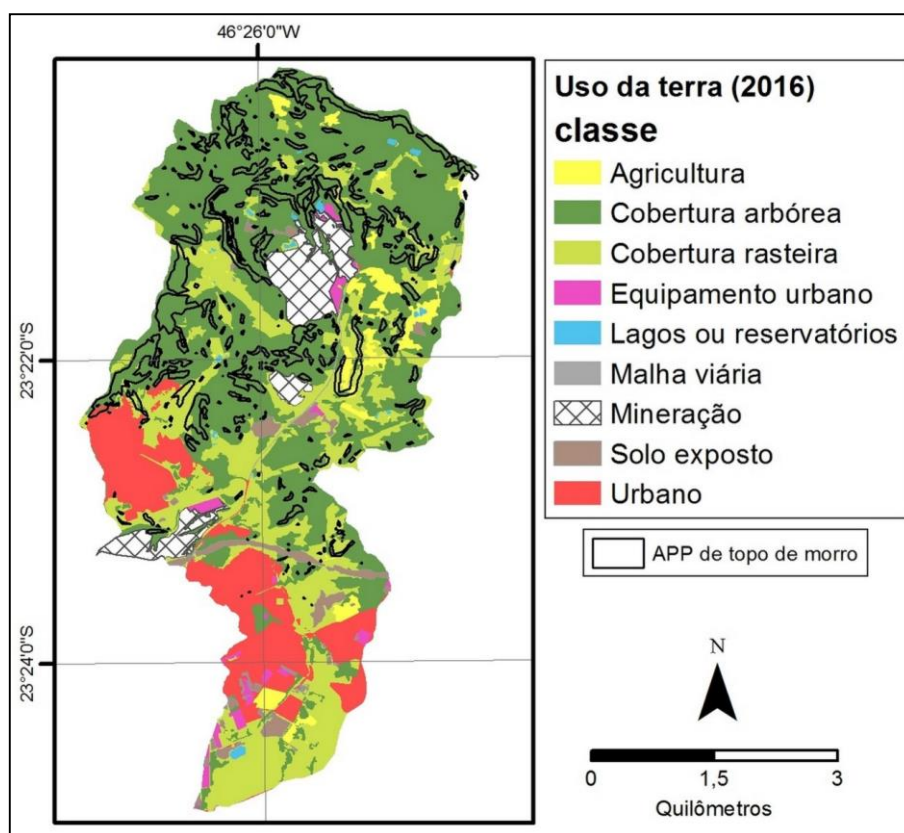 46°26'0"W
23°22'0"S
23°24'0"S
Uso da terra (2016)
classe
Agricultura
Cobertura arbórea
Cobertura rasteira
Equipamento urbano
Lagos ou reservatórios
Malha viária
Mineração
Solo exposto
Urbano
APP de topo de morro
N
0 1,5 3
Quilômetros